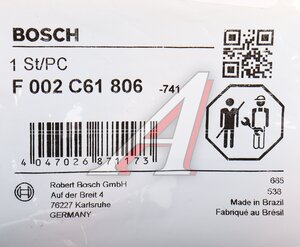 BOSCH
1 St/PC
F 002 C61 806 -741
4 047026 871173
Robert Bosch GmbH
Auf der Breit 4
76227 Karlsruhe
GERMANY
685
538
Made in Brazil
Fabriqué au Brésil